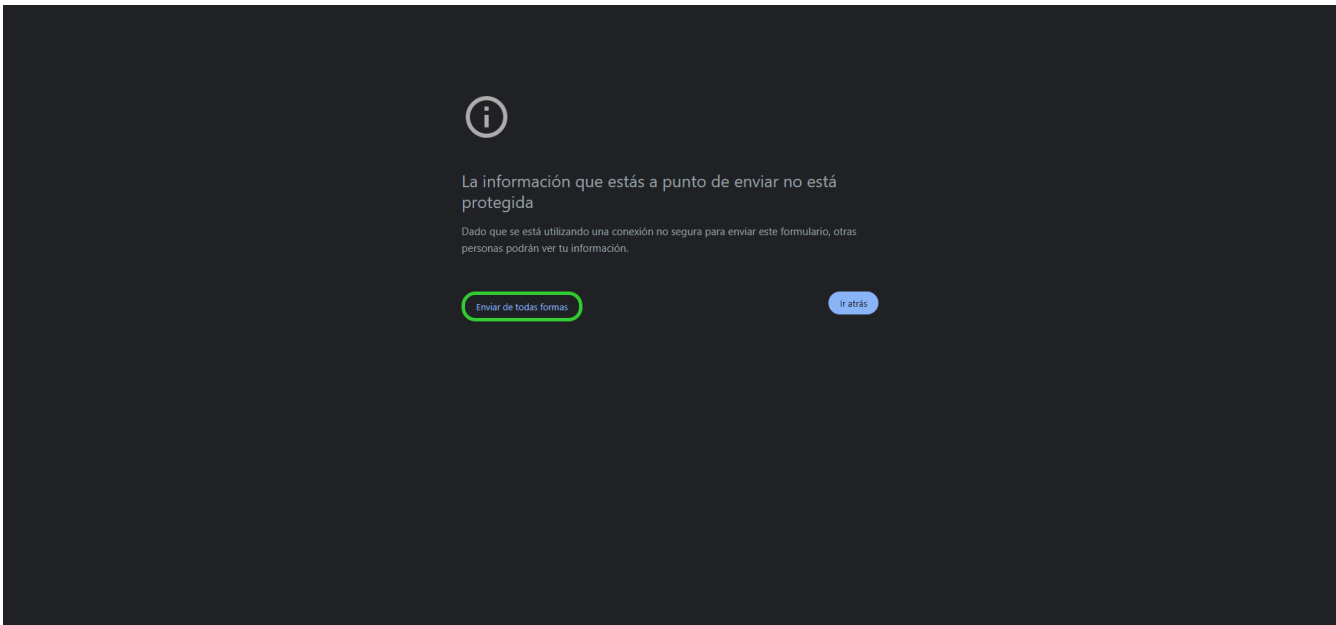 La información que estás a punto de enviar no está
protegida
Dado que se está utilizando una conexión no segura para enviar este formulario, otras
personas podrán ver tu información.
Enviar de todas formas
Ir atrás